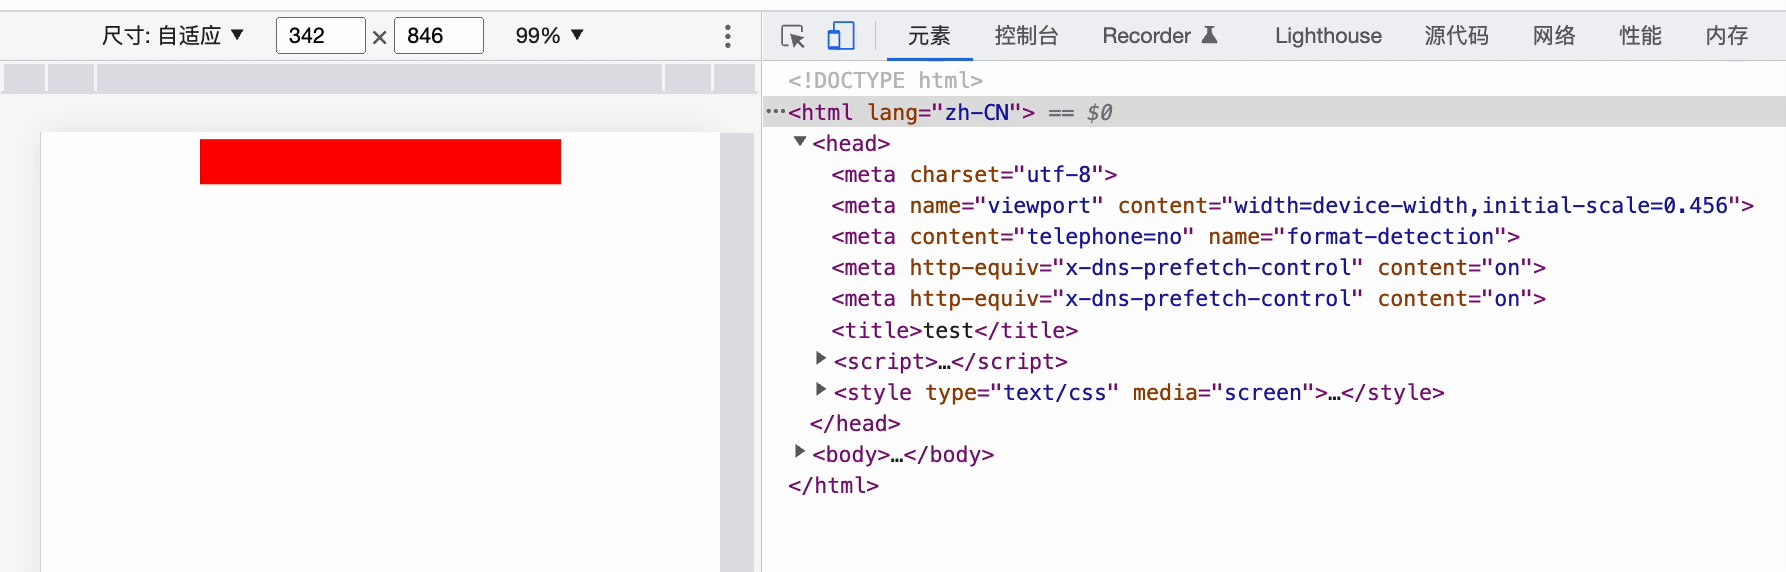 尺寸: 自适应 ▼ 342 × 846 99% ▼
元素 控制台 Recorder Lighthouse 源代码 网络 性能 内存
<!DOCTYPE html>
···<html lang="zh-CN"> == $0
▼<head>
<meta charset="utf-8">
<meta name="viewport" content="width=device-width,initial-scale=0.456">
<meta content="telephone=no" name="format-detection">
<meta http-equiv="x-dns-prefetch-control" content="on">
<meta http-equiv="x-dns-prefetch-control" content="on">
<title>test</title>
▶<script>…</script>
▶<style type="text/css" media="screen">…</style>
</head>
▶<body>…</body>
</html>